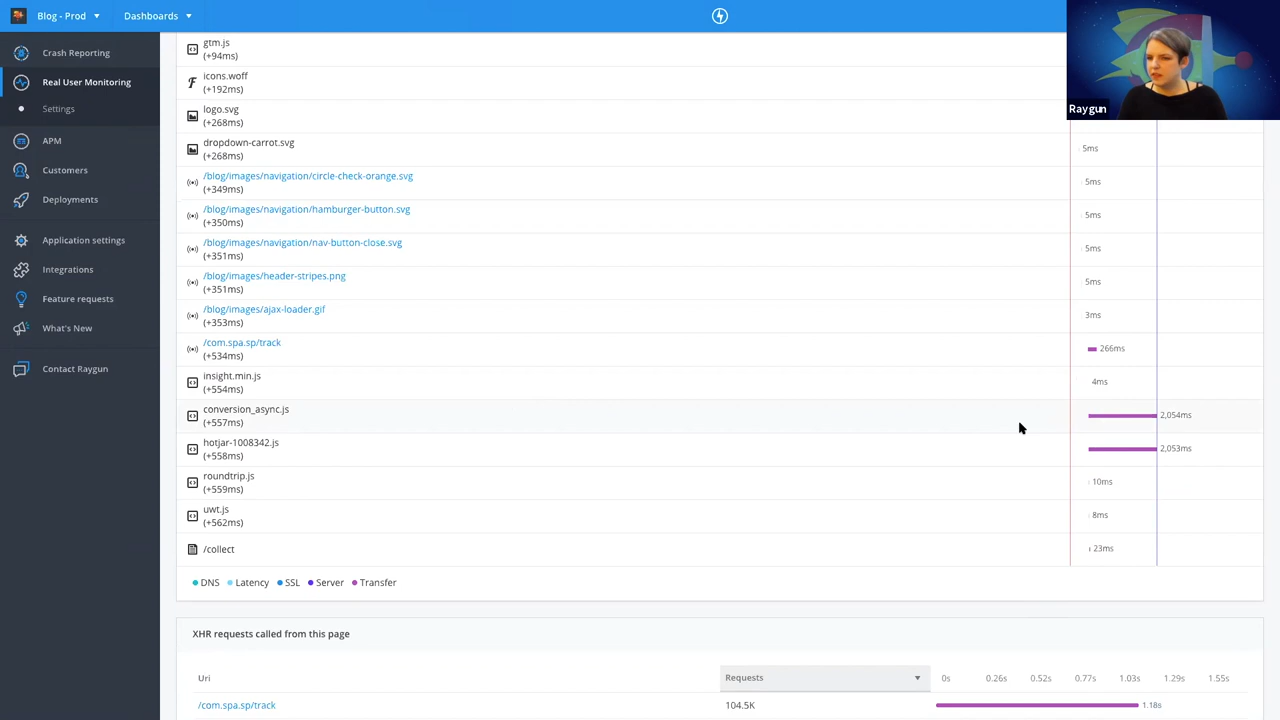 Blog - Prod
Dashboards
Crash Reporting
Real User Monitoring
Settings
APM
Customers
Deployments
Application settings
Integrations
Feature requests
What's New
Contact Raygun
Raygun
gtm.js
(+94ms)
icons.woff
(+192ms)
logo.svg
(+268ms)
dropdown-carrot.svg
(+268ms)
5ms
/blog/images/navigation/circle-check-orange.svg
(+349ms)
5ms
/blog/images/navigation/hamburger-button.svg
(+350ms)
5ms
/blog/images/navigation/nav-button-close.svg
(+351ms)
5ms
/blog/images/header-stripes.png
(+351ms)
5ms
/blog/images/ajax-loader.gif
(+353ms)
3ms
/com.spa.sp/track
(+534ms)
266ms
insight.min.js
(+554ms)
4ms
conversion_async.js
(+557ms)
2,054ms
hotjar-1008342.js
(+558ms)
2,053ms
roundtrip.js
(+559ms)
10ms
uwt.js
(+562ms)
8ms
/collect
23ms
DNS Latency SSL Server Transfer
XHR requests called from this page
Uri Requests 0s 0.26s 0.52s 0.77s 1.03s 1.29s 1.55s
/com.spa.sp/track 104.5K 1.18s